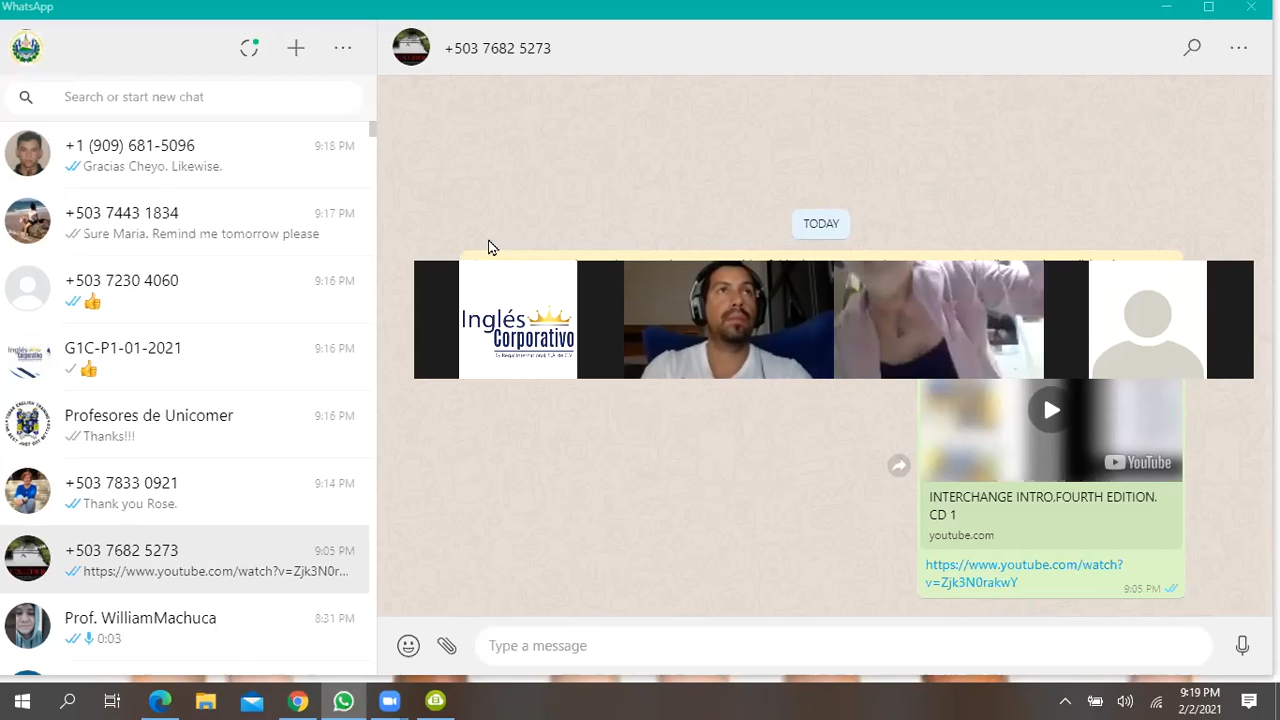 WhatsApp
Search or start new chat
+1 (909) 681-5096
9:18 PM
Gracias Cheyo. Likewise.
+503 7443 1834
9:17 PM
Sure Maria. Remind me tomorrow please
+503 7230 4060
9:16 PM
G1C-P1-01-2021
9:16 PM
Profesores de Unicomer
9:16 PM
Thanks!!!
+503 7833 0921
9:14 PM
Thank you Rose.
+503 7682 5273
9:05 PM
https://www.youtube.com/watch?v=Zjk3N0r...
Prof. WilliamMachuca
8:31 PM
0:03
+503 7682 5273
TODAY
Inglés
Corporativo
YouTube
INTERCHANGE INTRO,FOURTH EDITION.
CD 1
youtube.com
https://www.youtube.com/watch?
v=Zjk3N0rakwY
9:05 PM
Type a message
9:19 PM
2/2/2021